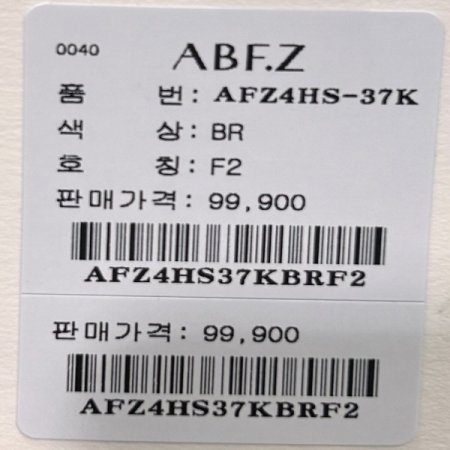 0040 ABF.Z
품 번: AFZ4HS-37K
색 상: BR
호 칭: F2
판매가격: 99,900
AFZ4HS37KBRF2
판매가격: 99,900
AFZ4HS37KBRF2